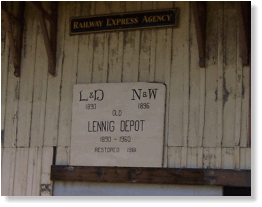 RAILWAY EXPRESS AGENCY
L&D N&W
1890 1896
OLD
LENNIG DEPOT
1890 - 1960
RESTORED 1984